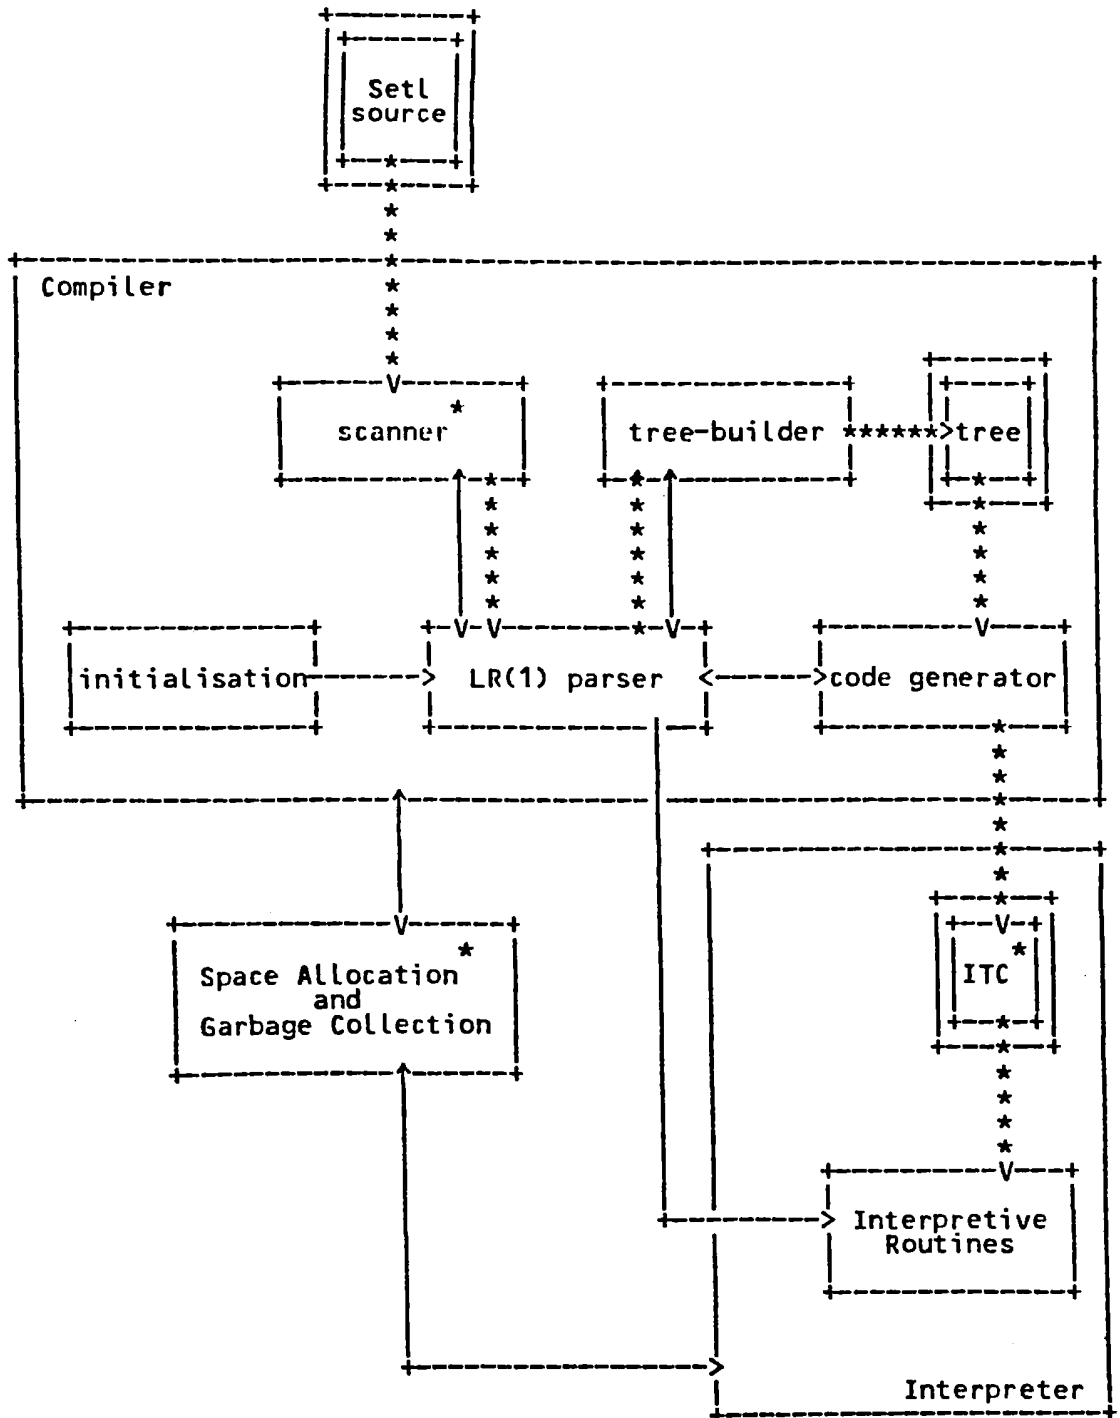 Setl
source
Compiler
scanner*
tree-builder
tree
initialisation
LR(1) parser
code generator
Space Allocation*
and
Garbage Collection
ITC*
Interpretive
Routines
Interpreter